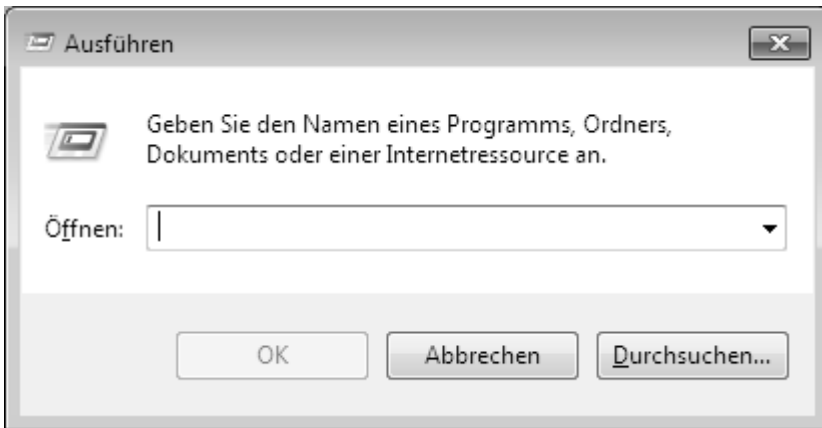 Ausführen
Geben Sie den Namen eines Programms, Ordners,
Dokuments oder einer Internetressource an.
Öffnen:
OK Abbrechen Durchsuchen...